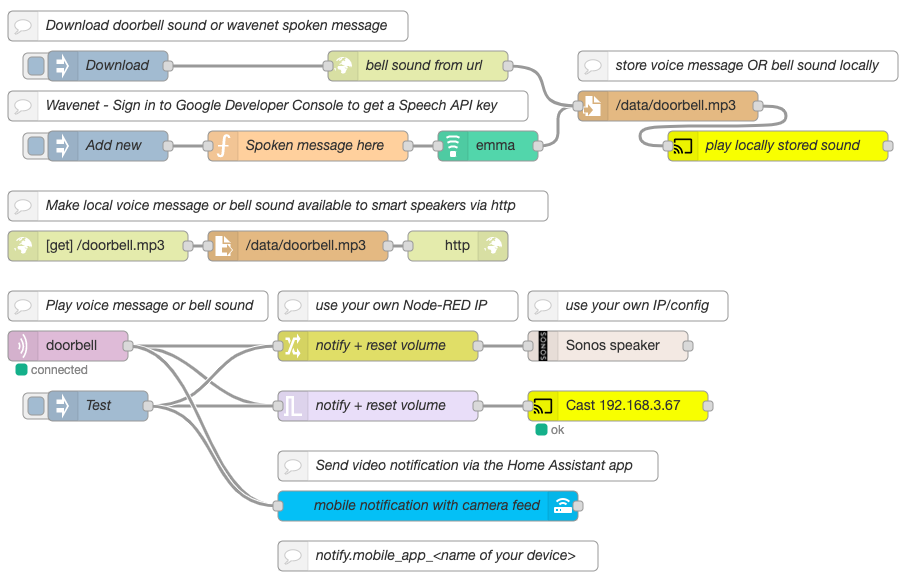 Download doorbell sound or wavenet spoken message
Download
bell sound from url
store voice message OR bell sound locally
Wavenet - Sign in to Google Developer Console to get a Speech API key
/data/doorbell.mp3
Add new
Spoken message here
emma
play locally stored sound
Make local voice message or bell sound available to smart speakers via http
[get] /doorbell.mp3
/data/doorbell.mp3
http
Play voice message or bell sound
use your own Node-RED IP
use your own IP/config
doorbell
notify + reset volume
SONOS
Sonos speaker
connected
Test
notify + reset volume
Cast 192.168.3.67
ok
Send video notification via the Home Assistant app
mobile notification with camera feed
notify.mobile_app_<name of your device>